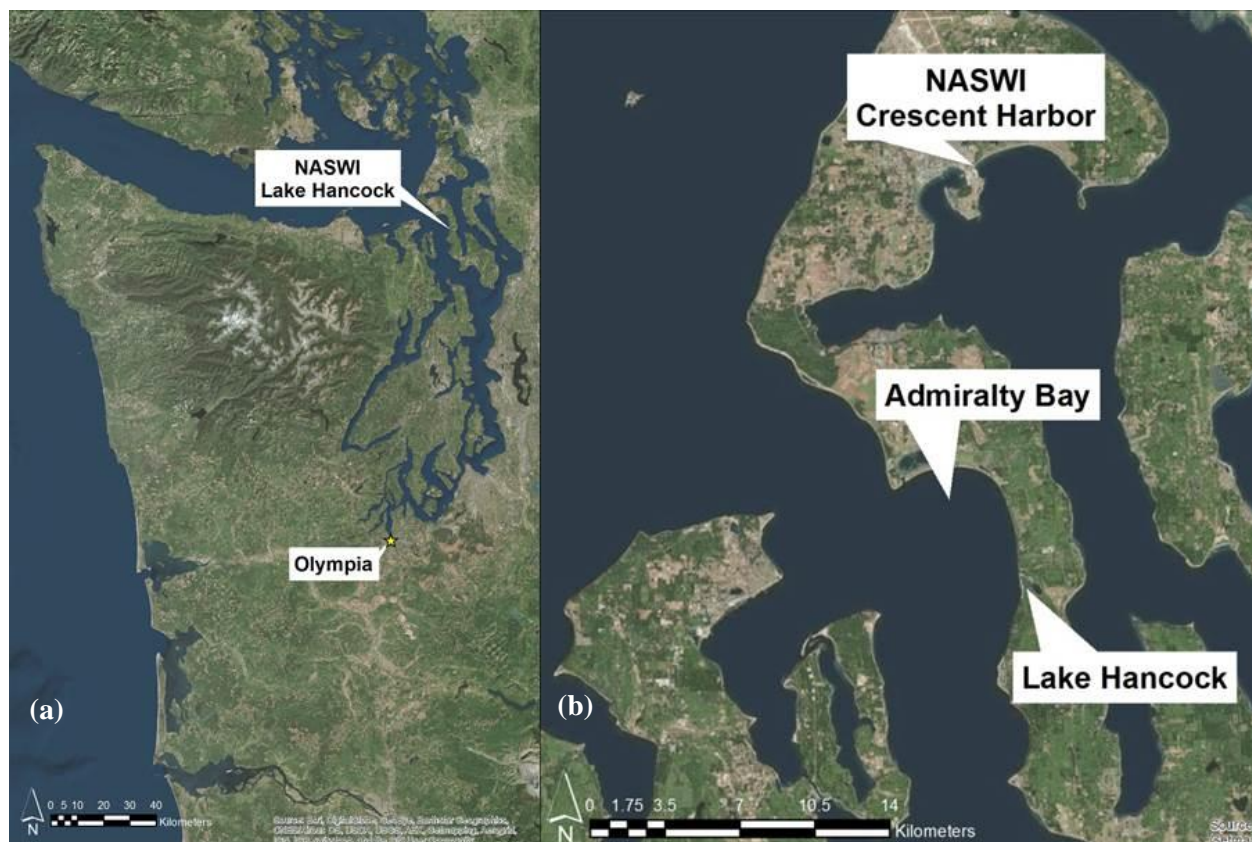 NASWI
Lake Hancock
Olympia
(a)
0 5 10 20 30 40
Kilometers
N
NASWI
Crescent Harbor
Admiralty Bay
Lake Hancock
(b)
0 1.75 3.5 7 10.5 14
Kilometers
N
Source